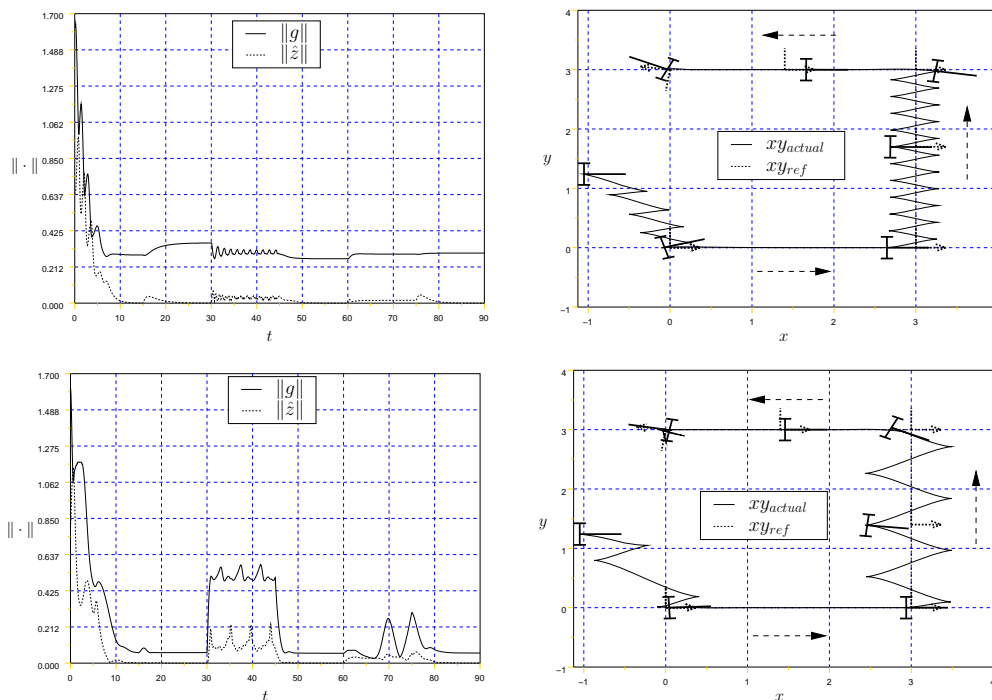 1.700
1.488
1.275
1.062
0.850
0.637
0.425
0.212
0.000
‖ · ‖
‖g‖
‖ẑ‖
0 10 20 30 40 50 60 70 80 90
t
4
3
2
1
0
−1
y
xy_actual
xy_ref
−1 0 1 2 3
x
1.700
1.488
1.275
1.062
0.850
0.637
0.425
0.212
0.000
‖ · ‖
‖g‖
‖ẑ‖
0 10 20 30 40 50 60 70 80 90
t
4
3
2
1
0
−1
y
xy_actual
xy_ref
−1 0 1 2 3 4
x